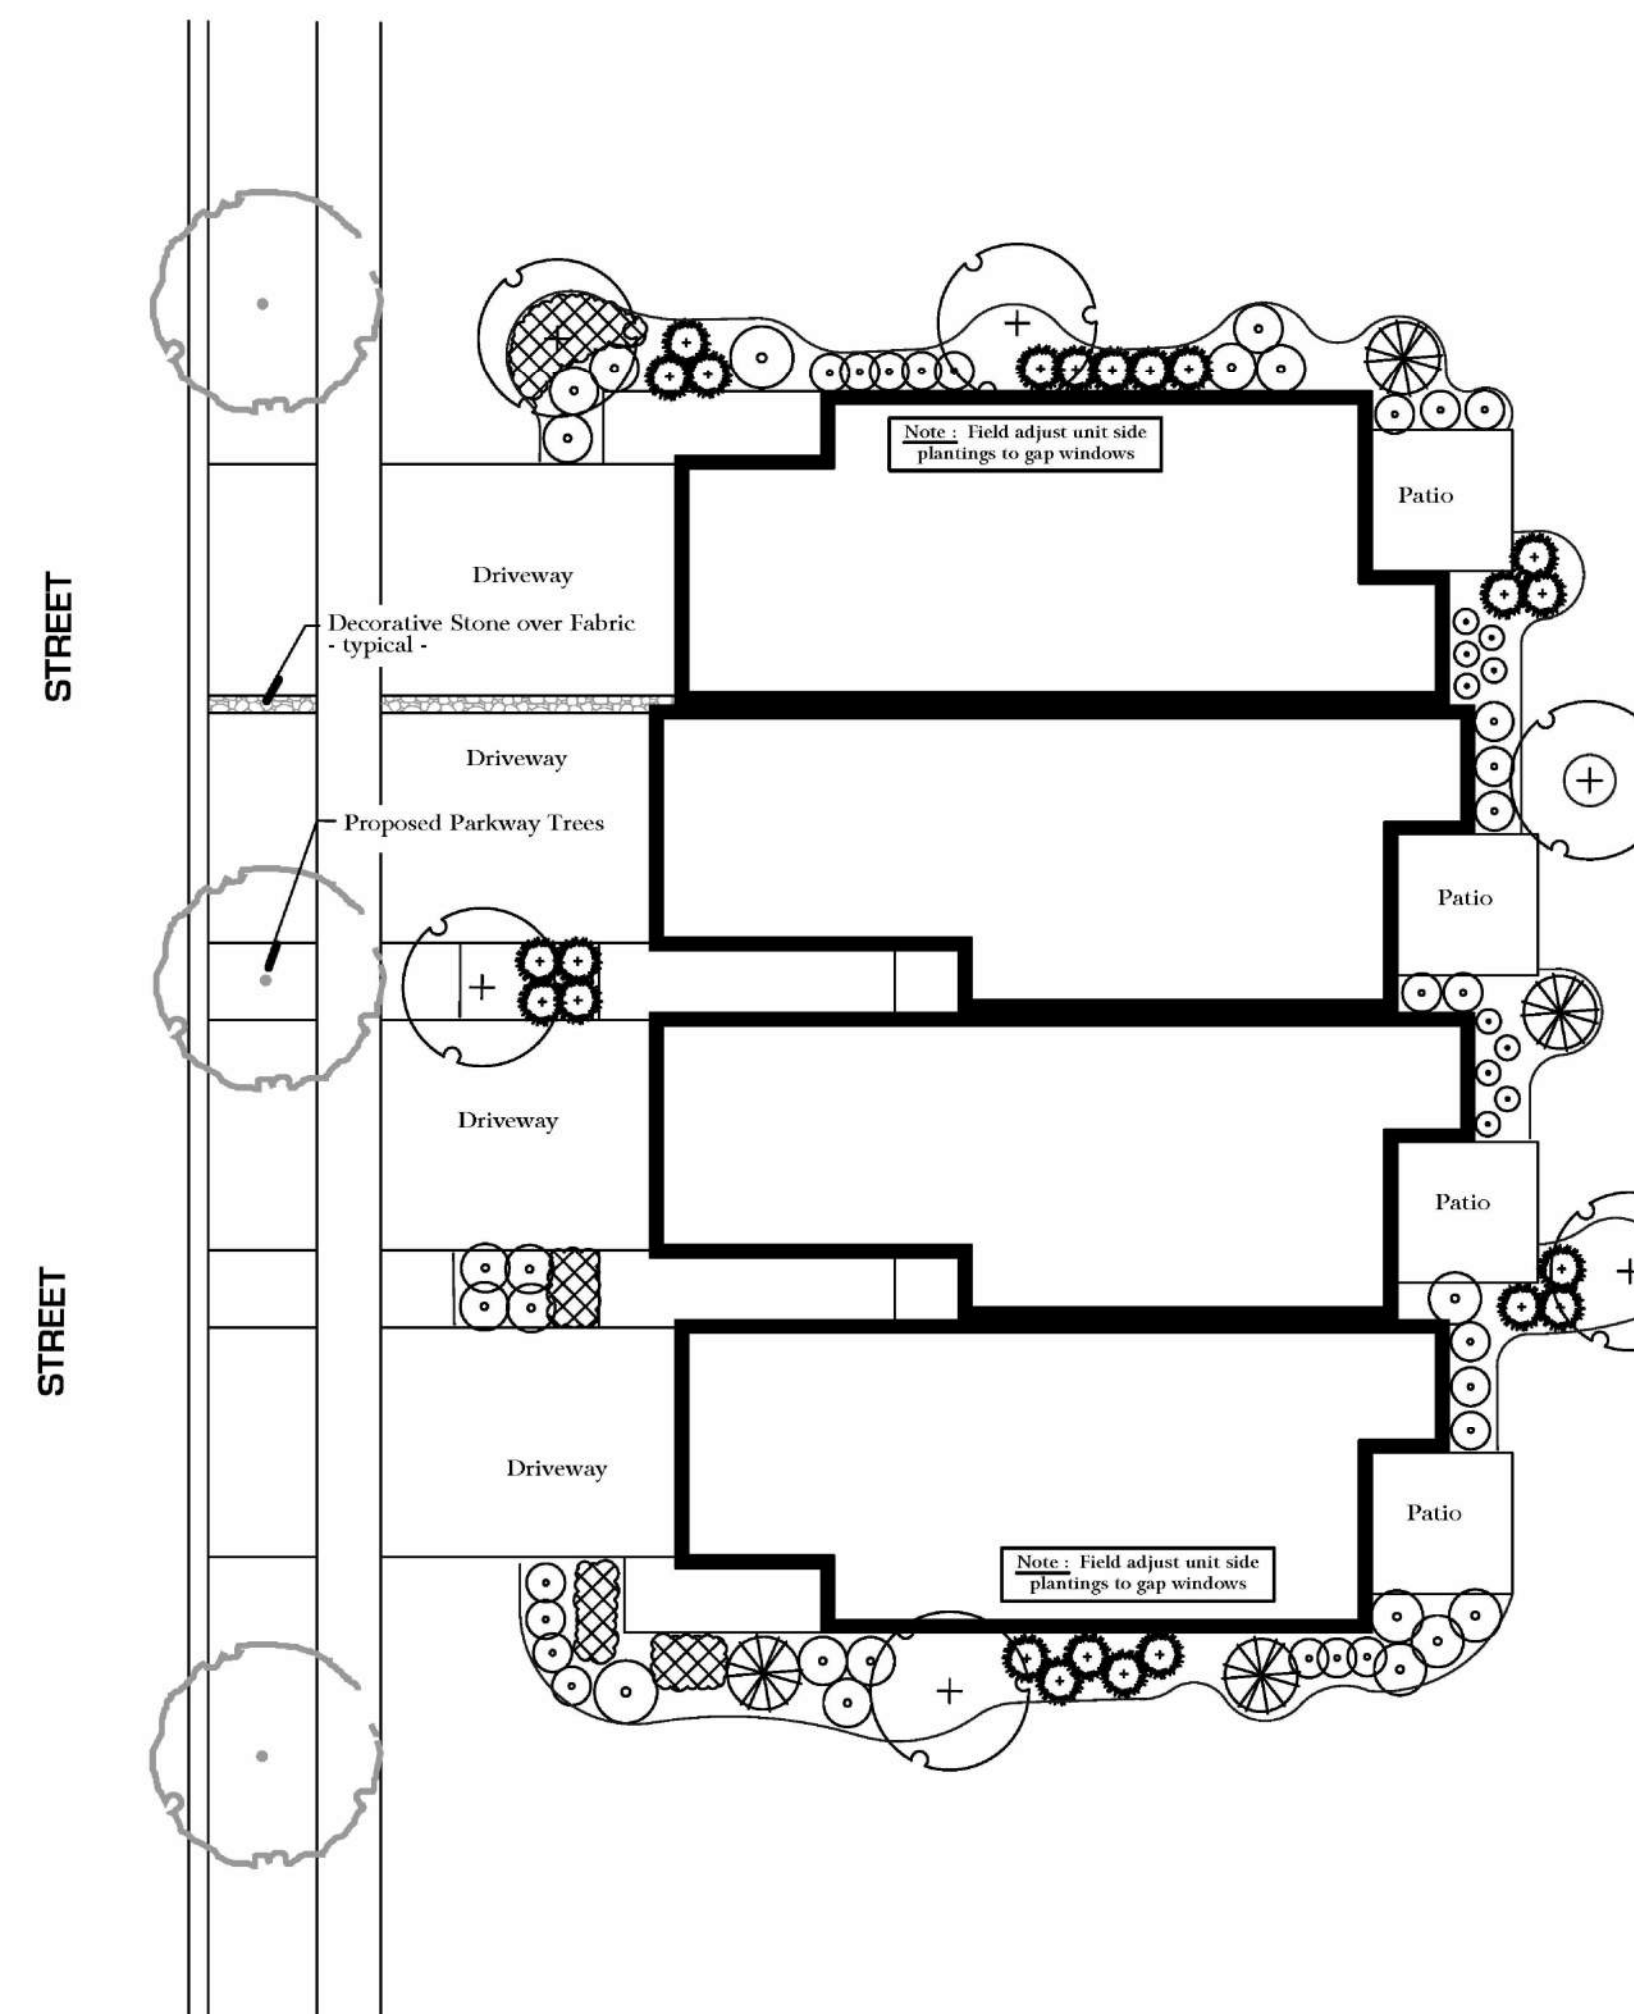 Note : Field adjust unit side
plantings to gap windows
Patio
STREET
Driveway
Decorative Stone over Fabric
- typical -
Driveway
Proposed Parkway Trees
Patio
Driveway
Patio
STREET
Driveway
Patio
Note : Field adjust unit side
plantings to gap windows